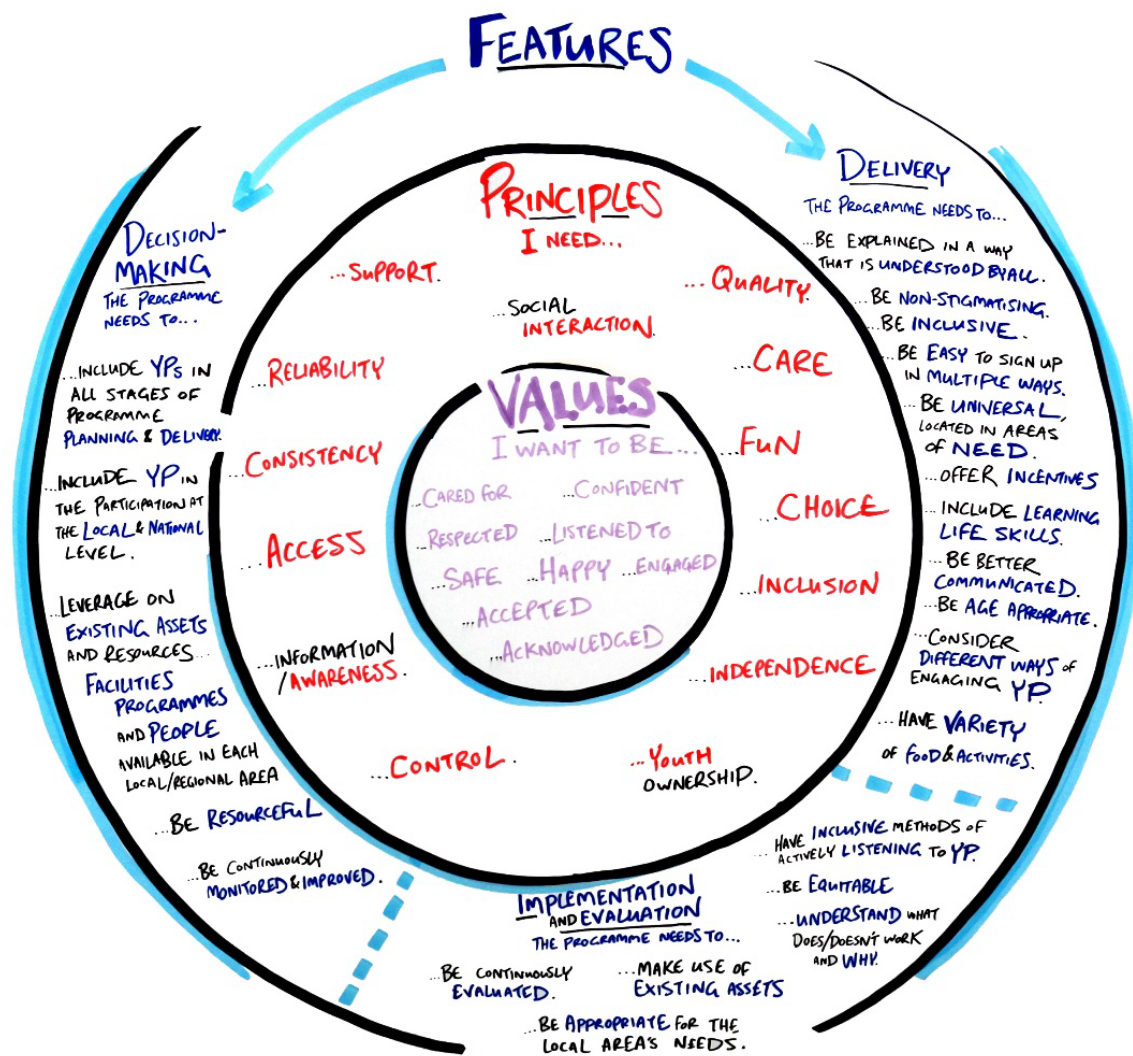 FEATURES
DECISION-
MAKING
THE PROGRAMME
NEEDS TO...
...INCLUDE YPs IN
ALL STAGES OF
PROGRAMME
PLANNING & DELIVERY.
...INCLUDE YP IN
THE PARTICIPATION AT
THE LOCAL & NATIONAL
LEVEL.
...LEVERAGE ON
EXISTING ASSETS
AND RESOURCES...
FACILITIES
PROGRAMMES
AND PEOPLE
AVAILABLE IN EACH
LOCAL/REGIONAL AREA
...BE RESOURCEFUL
...BE CONTINUOUSLY
MONITORED & IMPROVED.
PRINCIPLES
I NEED...
...SUPPORT.
...SOCIAL
INTERACTION.
...QUALITY.
...RELIABILITY
...CARE
...CONSISTENCY
...FUN
...ACCESS
...CHOICE
...INCLUSION
...INFORMATION
/AWARENESS.
...INDEPENDENCE
...CONTROL.
...YOUTH
OWNERSHIP.
VALUES
I WANT TO BE...
...CARED FOR
...CONFIDENT
...RESPECTED
...LISTENED TO
...SAFE
...HAPPY
...ENGAGED
...ACCEPTED
...ACKNOWLEDGED
DELIVERY
THE PROGRAMME NEEDS TO...
...BE EXPLAINED IN A WAY
THAT IS UNDERSTOOD BY ALL.
...BE NON-STIGMATISING.
...BE INCLUSIVE.
...BE EASY TO SIGN UP
IN MULTIPLE WAYS.
...BE UNIVERSAL,
LOCATED IN AREAS
OF NEED.
...OFFER INCENTIVES
...INCLUDE LEARNING
LIFE SKILLS.
...BE BETTER
COMMUNICATED.
...BE AGE APPROPRIATE.
...CONSIDER
DIFFERENT WAYS OF
ENGAGING YP.
...HAVE VARIETY
OF FOOD & ACTIVITIES.
IMPLEMENTATION
AND EVALUATION
THE PROGRAMME NEEDS TO...
...BE CONTINUOUSLY
EVALUATED.
...MAKE USE OF
EXISTING ASSETS
...BE APPROPRIATE FOR THE
LOCAL AREA'S NEEDS.
...HAVE INCLUSIVE METHODS OF
ACTIVELY LISTENING TO YP.
...BE EQUITABLE
...UNDERSTAND WHAT
DOES/DOESN'T WORK
AND WHY.